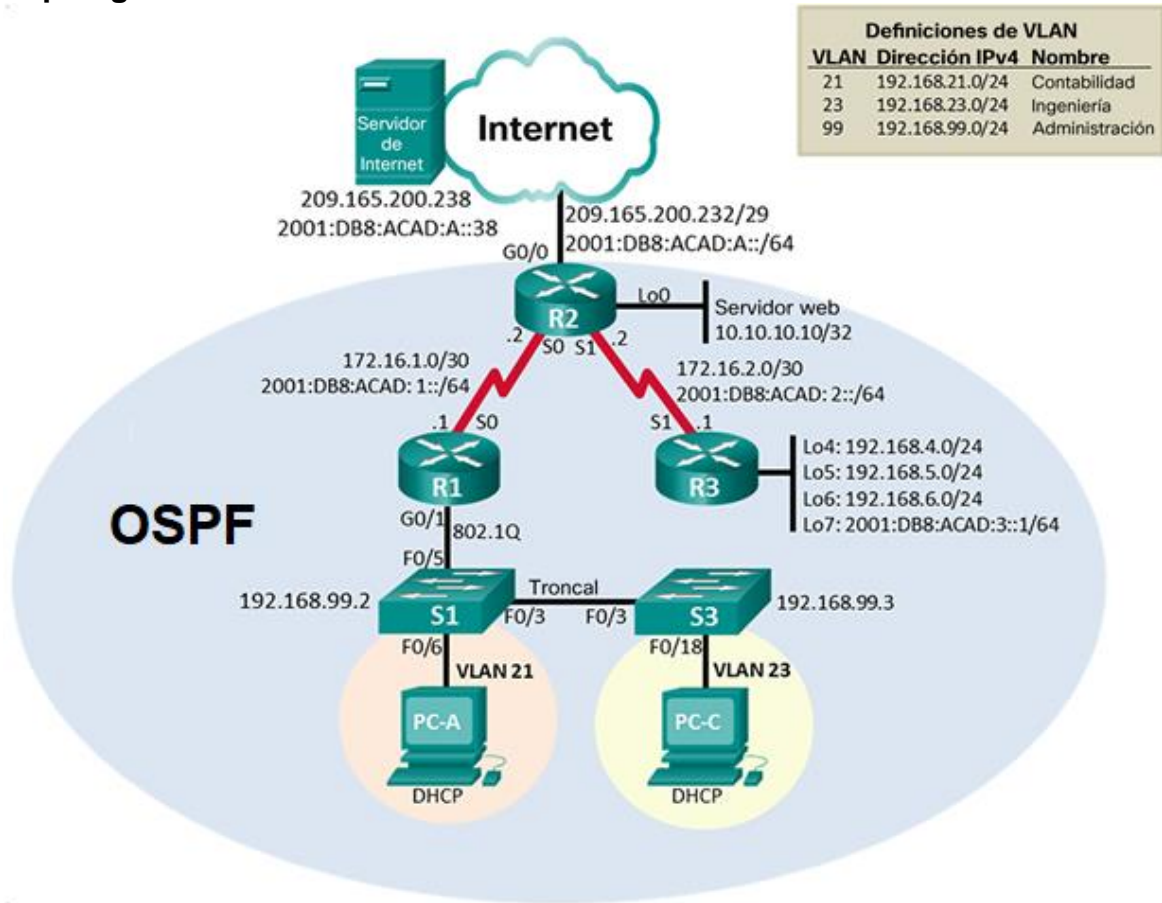 Definiciones de VLAN
VLAN Dirección IPv4 Nombre
21 192.168.21.0/24 Contabilidad
23 192.168.23.0/24 Ingeniería
99 192.168.99.0/24 Administración
Servidor
de
Internet
Internet
209.165.200.238
2001:DB8:ACAD:A::38
209.165.200.232/29
2001:DB8:ACAD:A::/64
G0/0
R2
Lo0
Servidor web
10.10.10.10/32
.2
S0
S1
.2
172.16.1.0/30
2001:DB8:ACAD: 1::/64
172.16.2.0/30
2001:DB8:ACAD: 2::/64
.1
S0
S1
.1
R1
R3
Lo4: 192.168.4.0/24
Lo5: 192.168.5.0/24
Lo6: 192.168.6.0/24
Lo7: 2001:DB8:ACAD:3::1/64
OSPF
G0/1
802.1Q
F0/5
192.168.99.2
S1
Troncal
F0/3
F0/3
S3
192.168.99.3
F0/6
VLAN 21
F0/18
VLAN 23
PC-A
DHCP
PC-C
DHCP